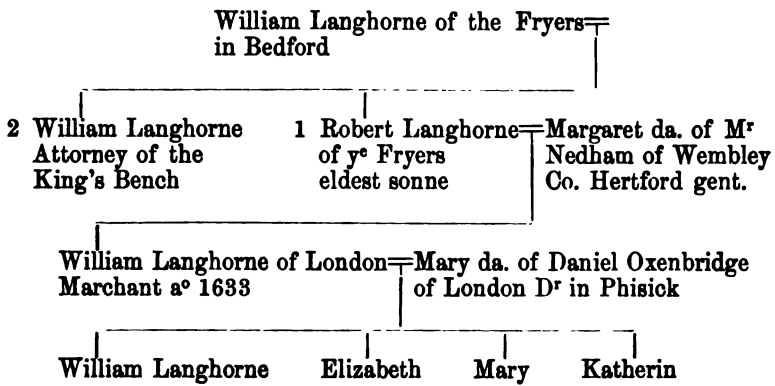 William Langhorne of the Fryers
in Bedford
2 William Langhorne
Attorney of the
King's Bench
1 Robert Langhorne
of yᵉ Fryers
eldest sonne
Margaret da. of Mʳ
Nedham of Wembley
Co. Hertford gent.
William Langhorne of London
Marchant aᵒ 1633
Mary da. of Daniel Oxenbridge
of London Dʳ in Phisick
William Langhorne
Elizabeth
Mary
Katherin